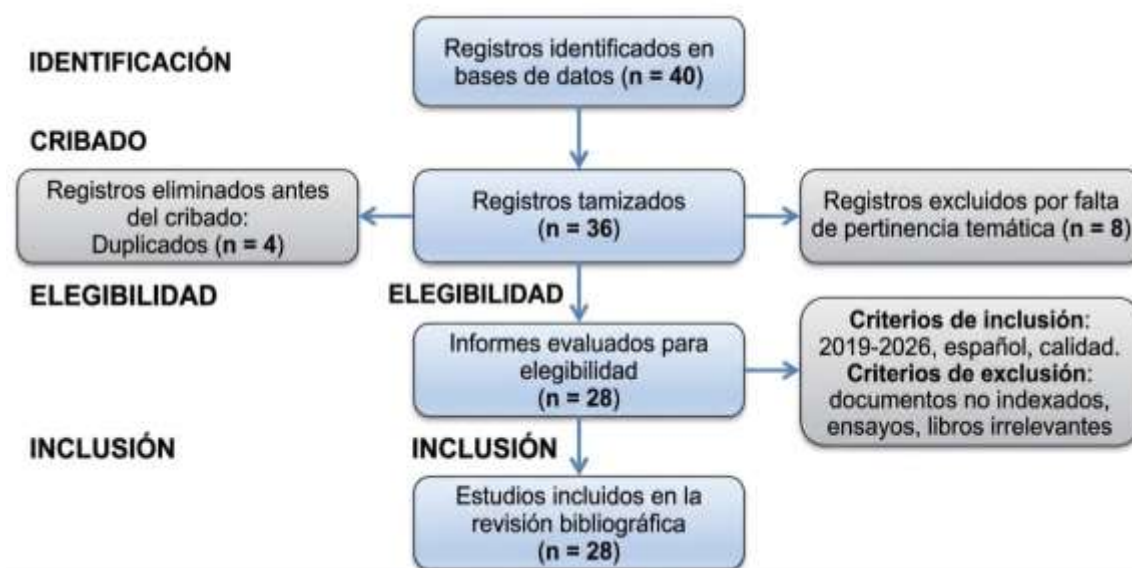 IDENTIFICACIÓN
Registros identificados en
bases de datos (n = 40)
CRIBADO
Registros eliminados antes
del cribado:
Duplicados (n = 4)
Registros tamizados
(n = 36)
Registros excluidos por falta
de pertinencia temática (n = 8)
ELEGIBILIDAD
ELEGIBILIDAD
Informes evaluados para
elegibilidad
(n = 28)
Criterios de inclusión:
2019-2026, español, calidad.
Criterios de exclusión:
documentos no indexados,
ensayos, libros irrelevantes
INCLUSIÓN
INCLUSIÓN
Estudios incluidos en la
revisión bibliográfica
(n = 28)